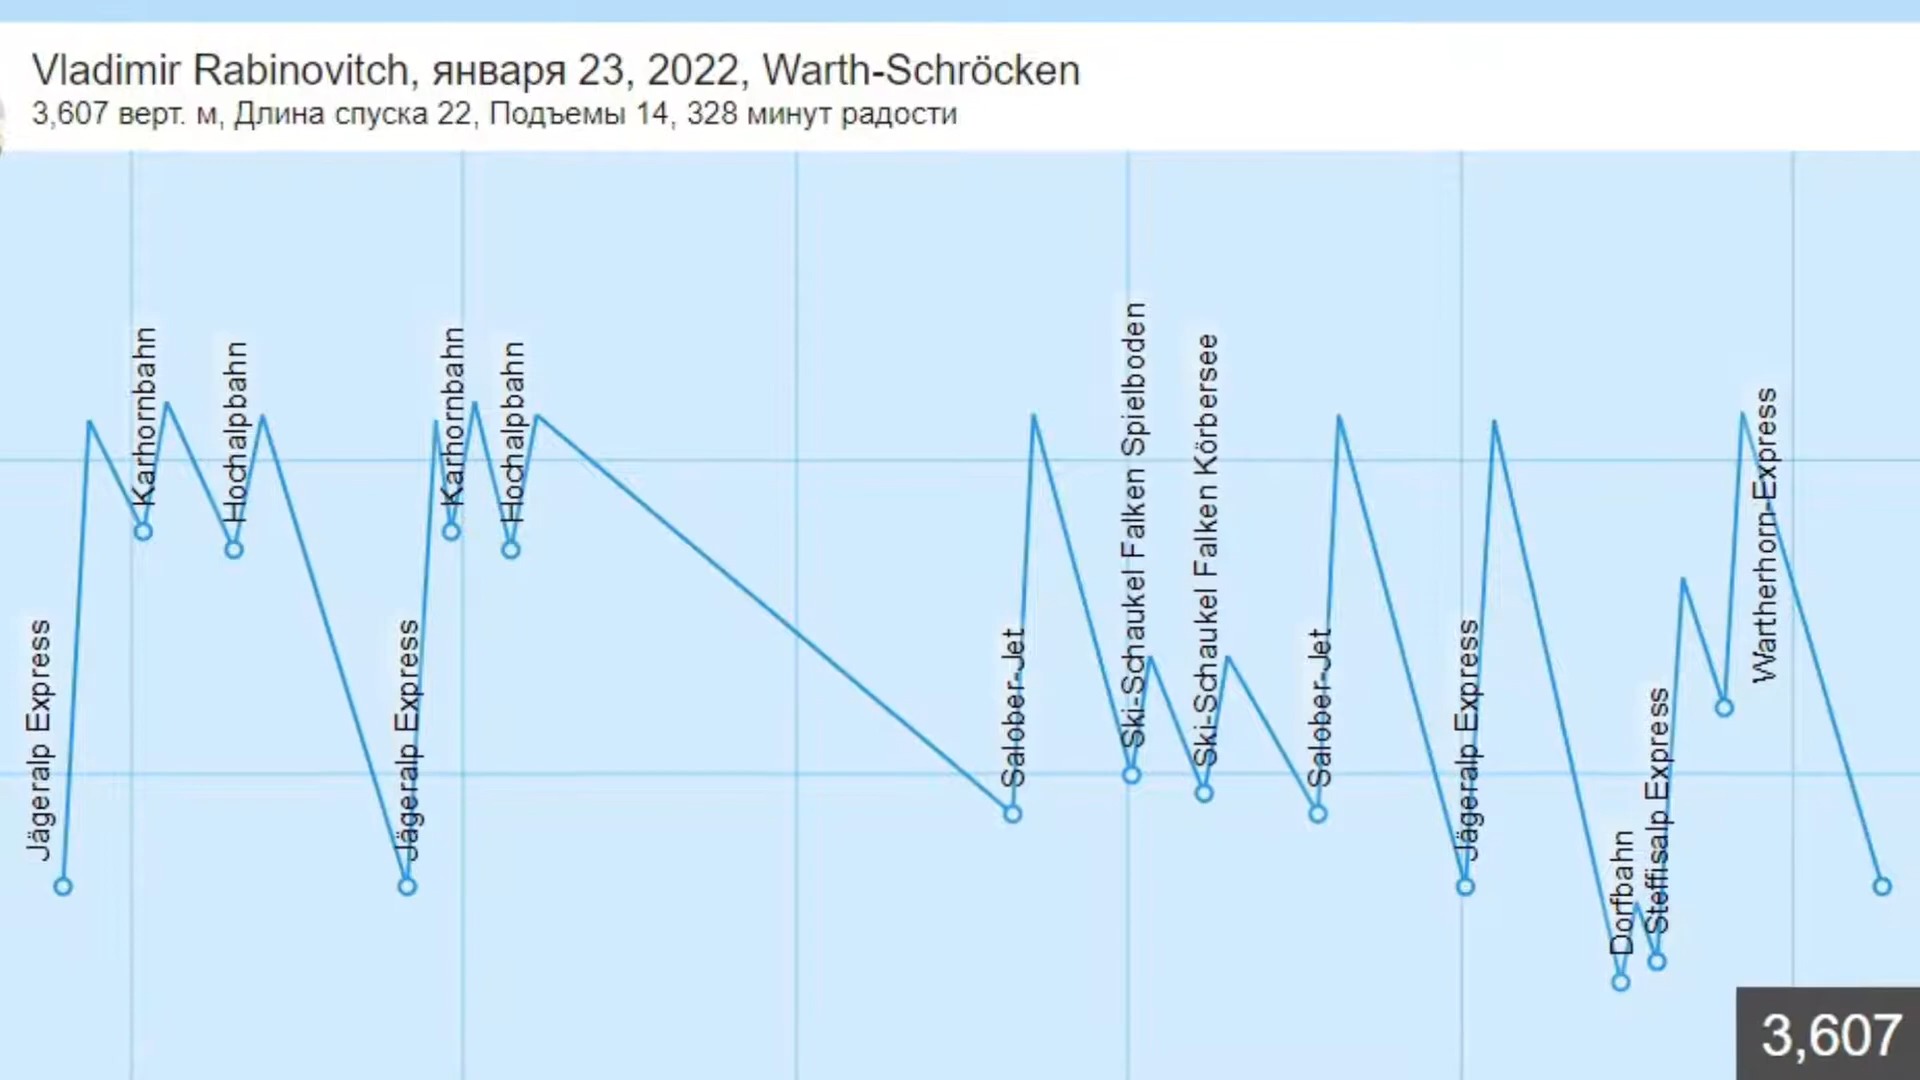 Vladimir Rabinovitch, января 23, 2022, Warth-Schröcken
3,607 верт. м, Длина спуска 22, Подъемы 14, 328 минут радости
Jägeralp Express
Karhornbahn
Hochalpbahn
Jägeralp Express
Karhornbahn
Hochalpbahn
Salober-Jet
Ski-Schaukel Falken Spielboden
Ski-Schaukel Falken Körbersee
Salober-Jet
Jägeralp Express
Dorfbahn
Steffisalp Express
Wartherhorn-Express
3,607